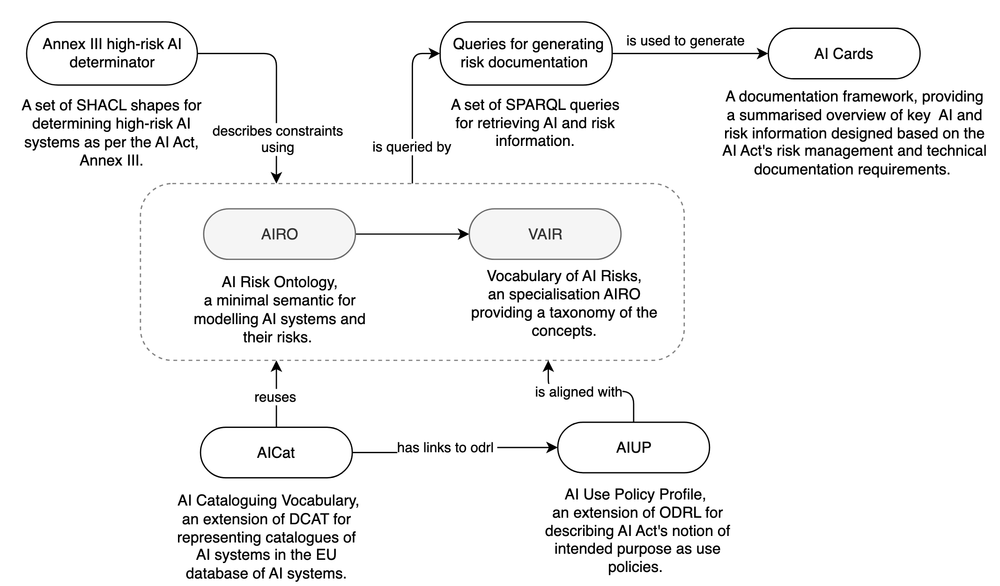 Annex III high-risk AI
determinator
A set of SHACL shapes for
determining high-risk AI
systems as per the AI Act,
Annex III.
describes constraints
using
Queries for generating
risk documentation
A set of SPARQL queries
for retrieving AI and risk
information.
is queried by
is used to generate
AI Cards
A documentation framework, providing
a summarised overview of key AI and
risk information designed based on the
AI Act's risk management and technical
documentation requirements.
AIRO
AI Risk Ontology,
a minimal semantic for
modelling AI systems and
their risks.
VAIR
Vocabulary of AI Risks,
an specialisation AIRO
providing a taxonomy of the
concepts.
reuses
is aligned with
AICat
has links to odrl
AIUP
AI Cataloguing Vocabulary,
an extension of DCAT for
representing catalogues of
AI systems in the EU
database of AI systems.
AI Use Policy Profile,
an extension of ODRL for
describing AI Act's notion of
intended purpose as use
policies.